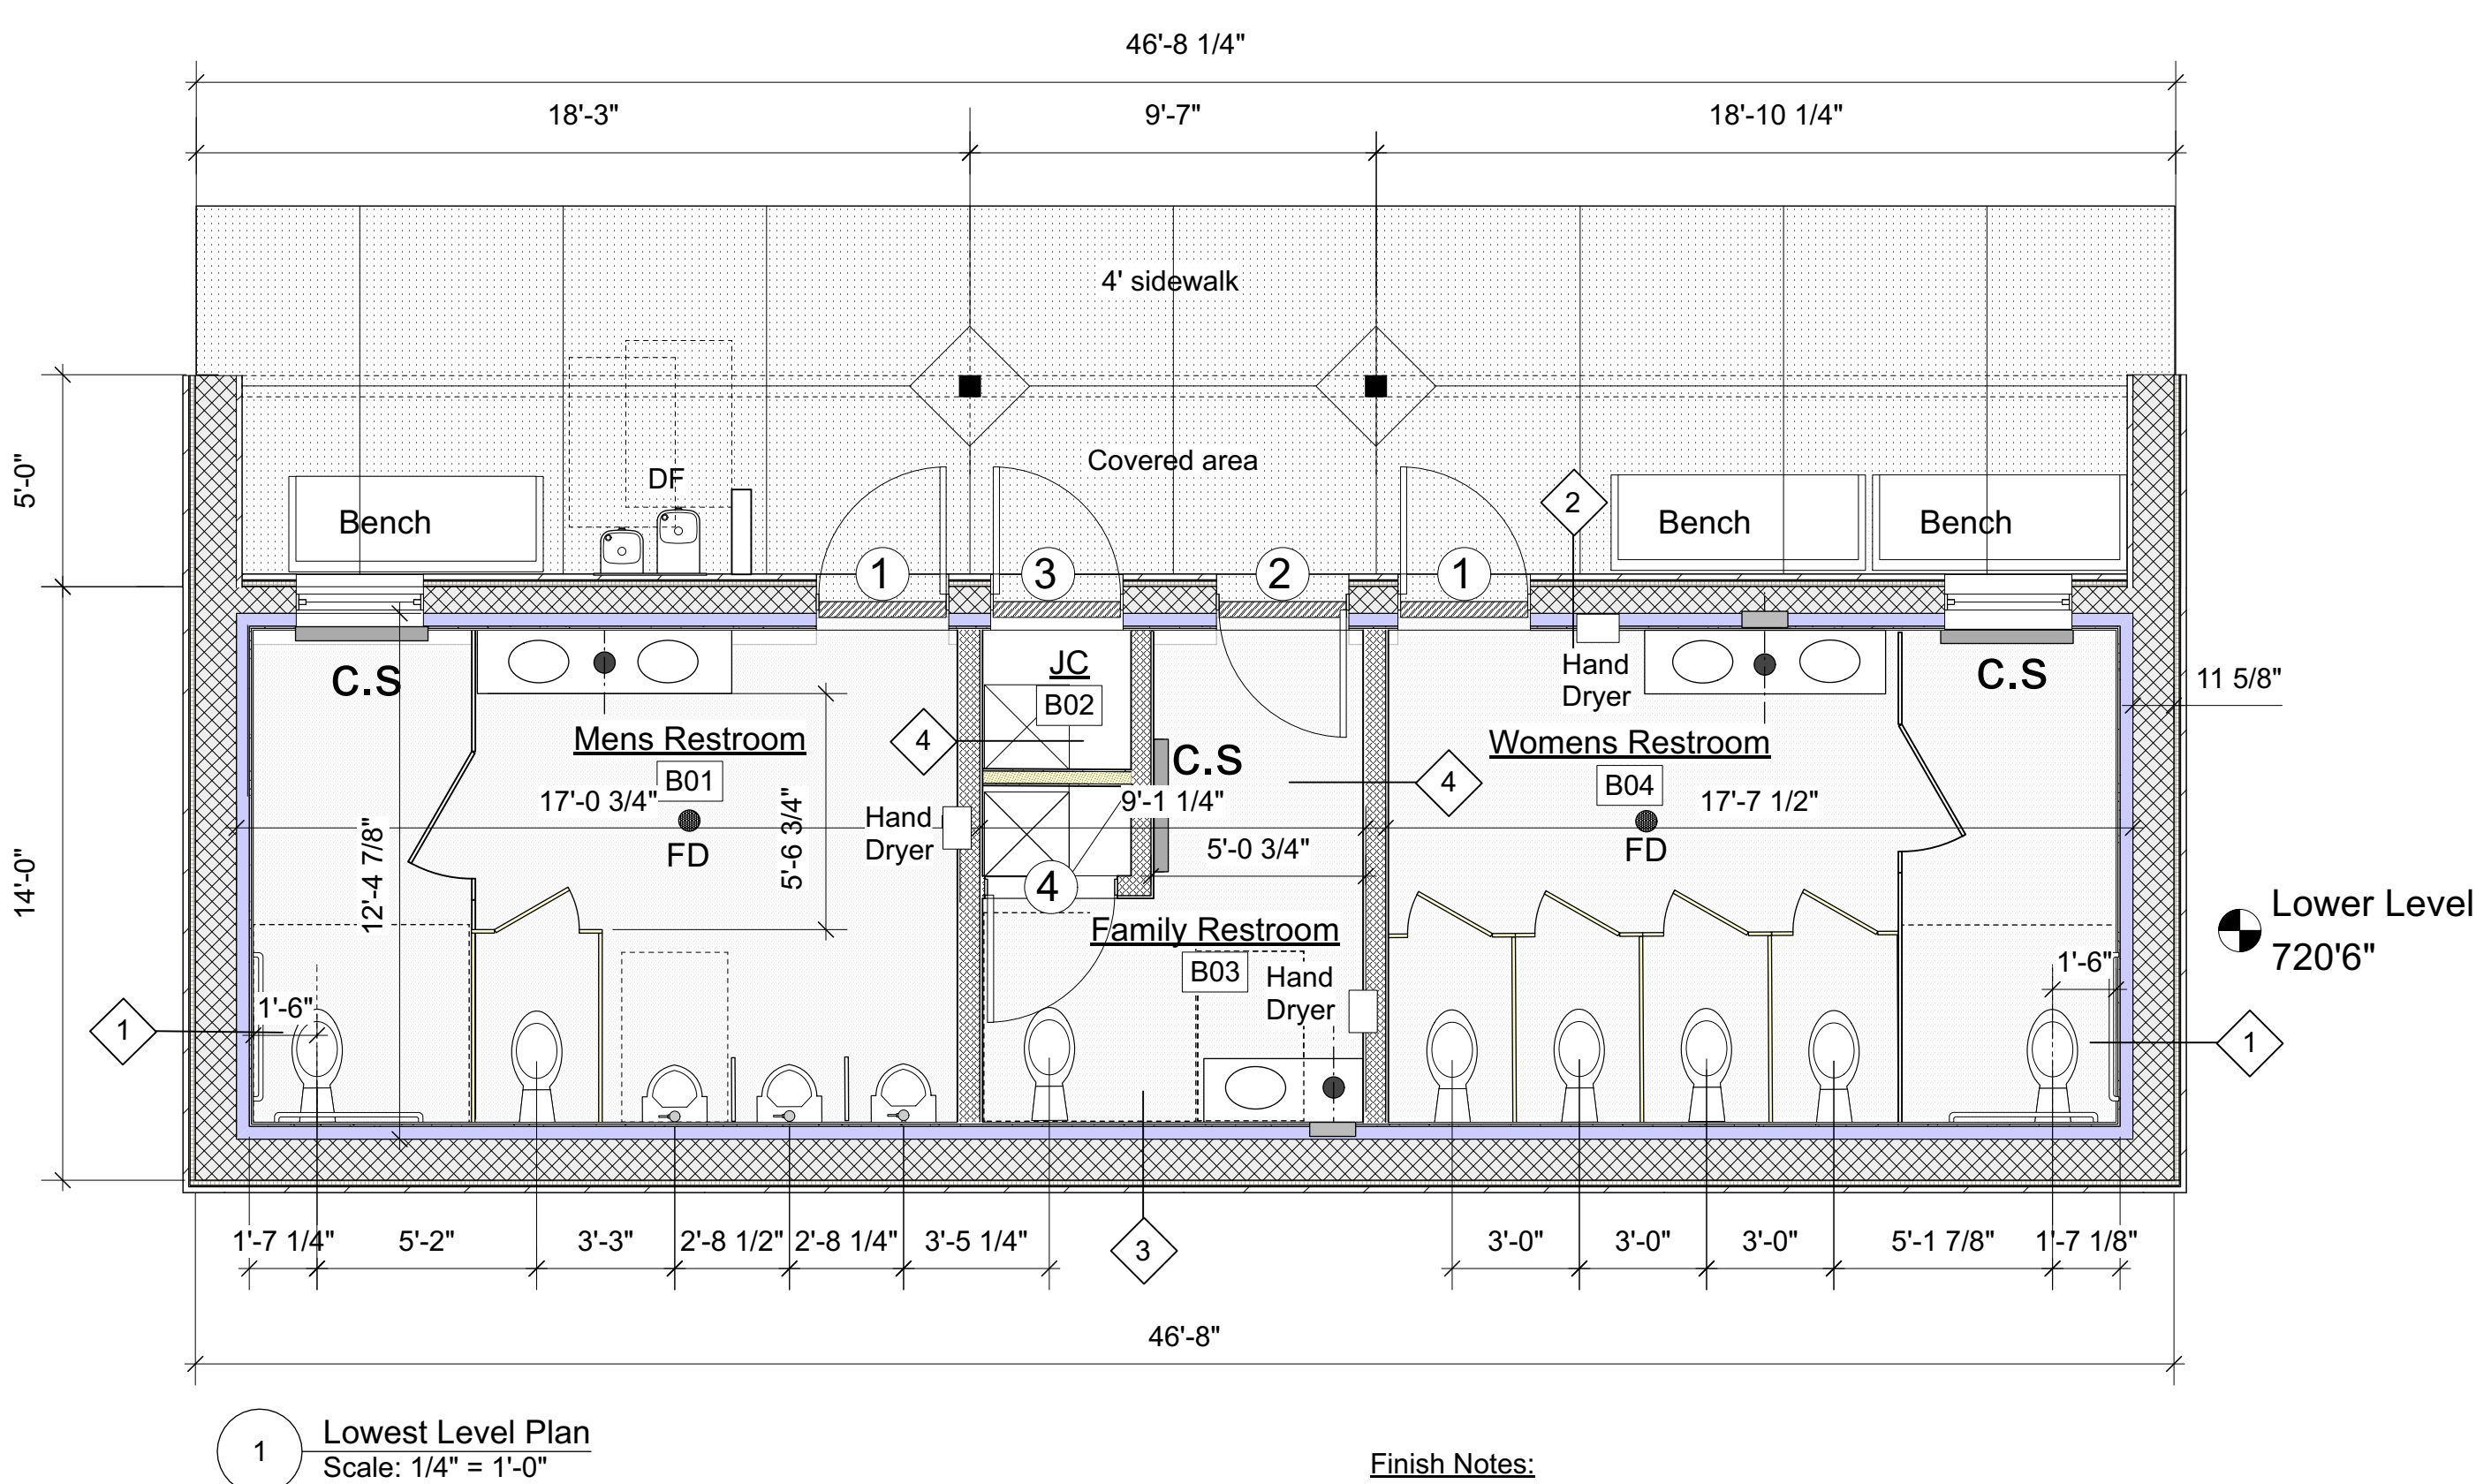 46'-8 1/4"
18'-3"
9'-7"
18'-10 1/4"
4' sidewalk
Covered area
5'-0"
DF
Bench
2
Bench
Bench
1
3
2
1
C.S
JC
B02
Hand
Dryer
C.S
11 5/8"
Mens Restroom
B01
4
C.S
4
Womens Restroom
B04
17'-0 3/4"
9'-1 1/4"
17'-7 1/2"
5'-6 3/4"
12'-4 7/8"
14'-0"
FD
Hand
Dryer
5'-0 3/4"
FD
4
Family Restroom
B03
Hand
Dryer
Lower Level
720'6"
1'-6"
1'-6"
1
1
1'-7 1/4"
5'-2"
3'-3"
2'-8 1/2"
2'-8 1/4"
3'-5 1/4"
3
3'-0"
3'-0"
3'-0"
5'-1 7/8"
1'-7 1/8"
46'-8"
1
Lowest Level Plan
Scale: 1/4" = 1'-0"
Finish Notes: